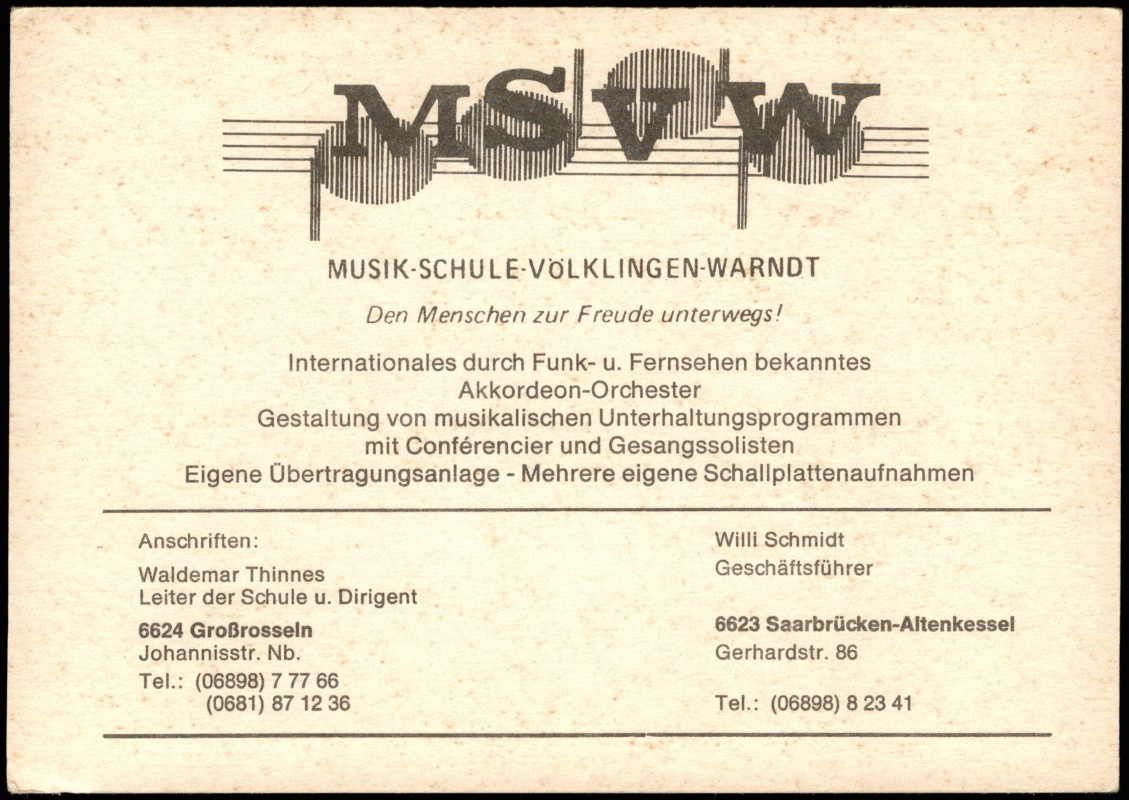 MSVW
MUSIK-SCHULE-VÖLKLINGEN-WARNDT
Den Menschen zur Freude unterwegs!
Internationales durch Funk- u. Fernsehen bekanntes
Akkordeon-Orchester
Gestaltung von musikalischen Unterhaltungsprogrammen
mit Conférencier und Gesangssolisten
Eigene Übertragungsanlage - Mehrere eigene Schallplattenaufnahmen
Anschriften:
Waldemar Thinnes
Leiter der Schule u. Dirigent
6624 Großrosseln
Johannisstr. Nb.
Tel.: (06898) 7 77 66
(0681) 87 12 36
Willi Schmidt
Geschäftsführer
6623 Saarbrücken-Altenkessel
Gerhardstr. 86
Tel.: (06898) 8 23 41